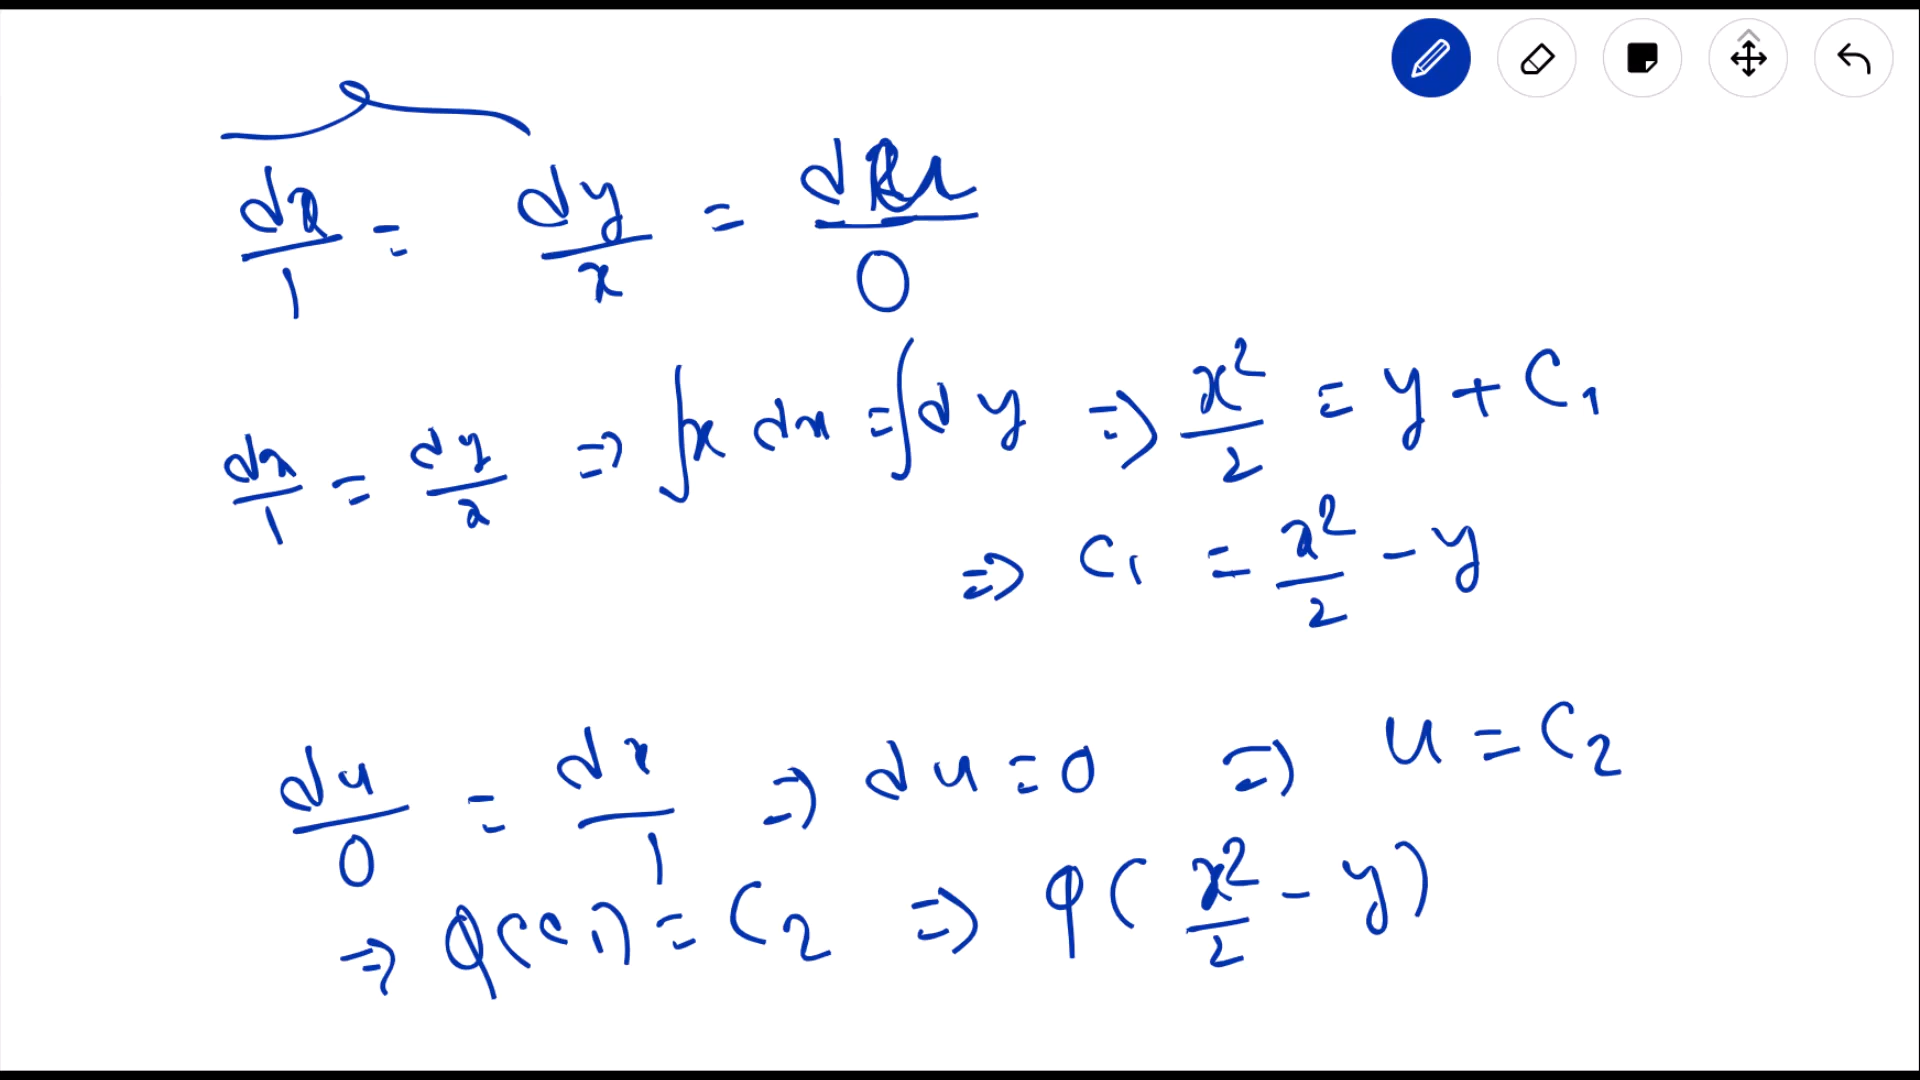 dx/1 = dy/x = du/0
dx/1 = dy/x ⇒ ∫x dx = ∫dy ⇒ x²/2 = y + C₁
⇒ C₁ = x²/2 - y
du/0 = dx/1 ⇒ du = 0 ⇒ u = C₂
⇒ φ(C₁) = C₂ ⇒ φ(x²/2 - y)